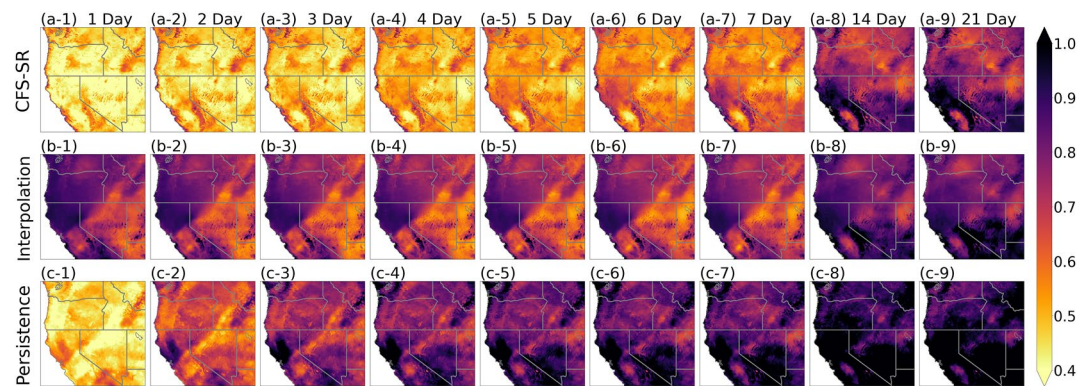 (a-1) 1 Day (a-2) 2 Day (a-3) 3 Day (a-4) 4 Day (a-5) 5 Day (a-6) 6 Day (a-7) 7 Day (a-8) 14 Day (a-9) 21 Day
CFS-SR
(b-1) (b-2) (b-3) (b-4) (b-5) (b-6) (b-7) (b-8) (b-9)
Interpolation
(c-1) (c-2) (c-3) (c-4) (c-5) (c-6) (c-7) (c-8) (c-9)
Persistence
1.0
0.9
0.8
0.7
0.6
0.5
0.4